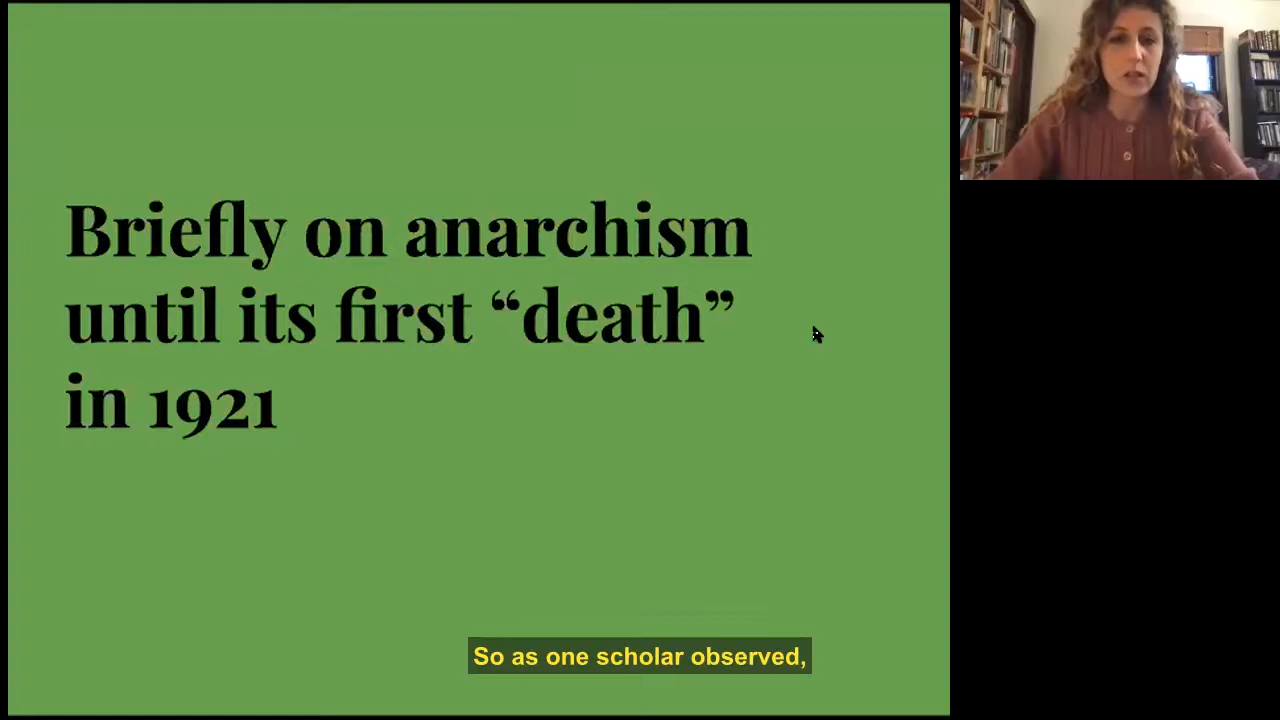 Briefly on anarchism
until its first “death”
in 1921
So as one scholar observed,